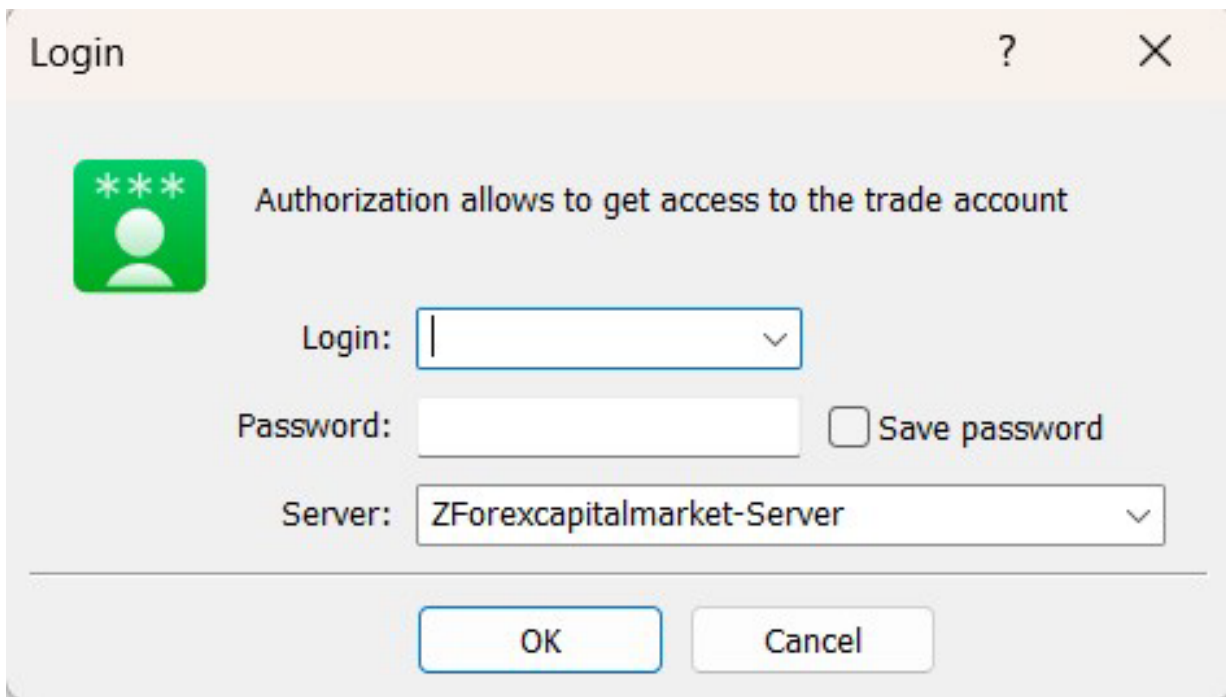 Login
***
Authorization allows to get access to the trade account
Login:
Password:
Save password
Server: ZForexcapitalmarket-Server
OK Cancel